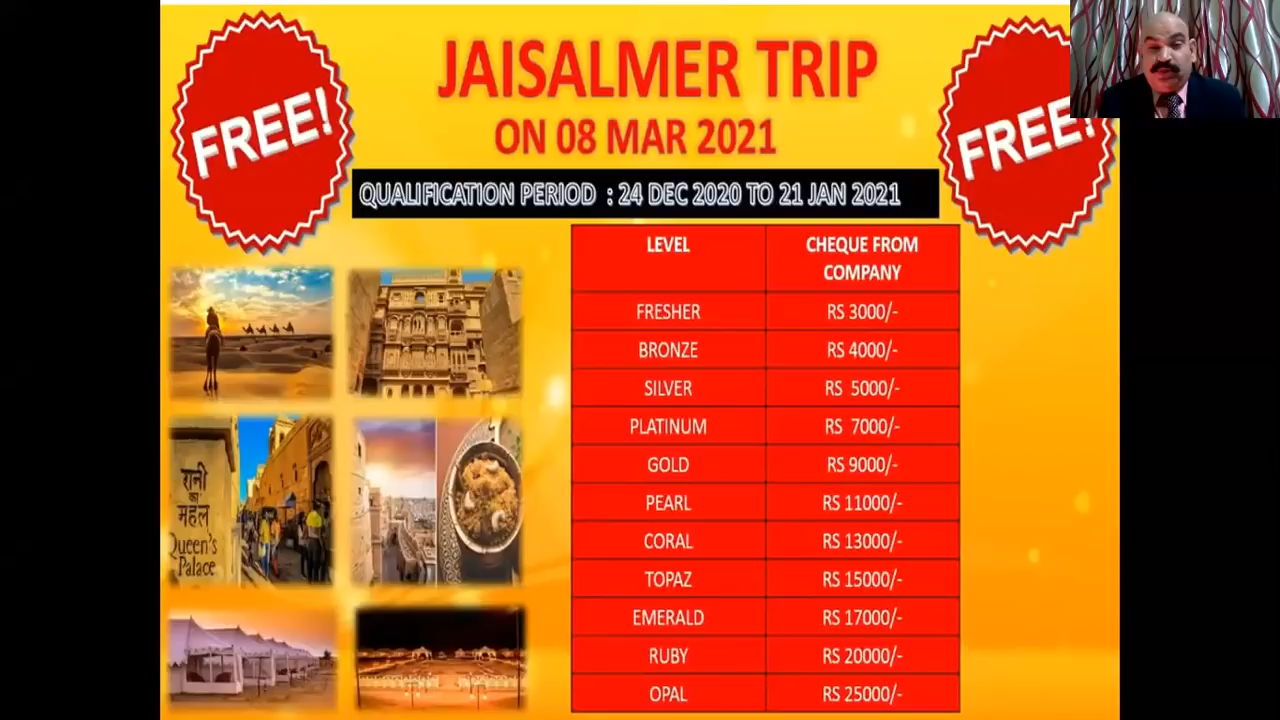 FREE!
JAISALMER TRIP
ON 08 MAR 2021
QUALIFICATION PERIOD : 24 DEC 2020 TO 21 JAN 2021
FREE!
LEVEL CHEQUE FROM COMPANY
FRESHER RS 3000/-
BRONZE RS 4000/-
SILVER RS 5000/-
PLATINUM RS 7000/-
GOLD RS 9000/-
PEARL RS 11000/-
CORAL RS 13000/-
TOPAZ RS 15000/-
EMERALD RS 17000/-
RUBY RS 20000/-
OPAL RS 25000/-
रानी
का
महल
Queen's
Palace